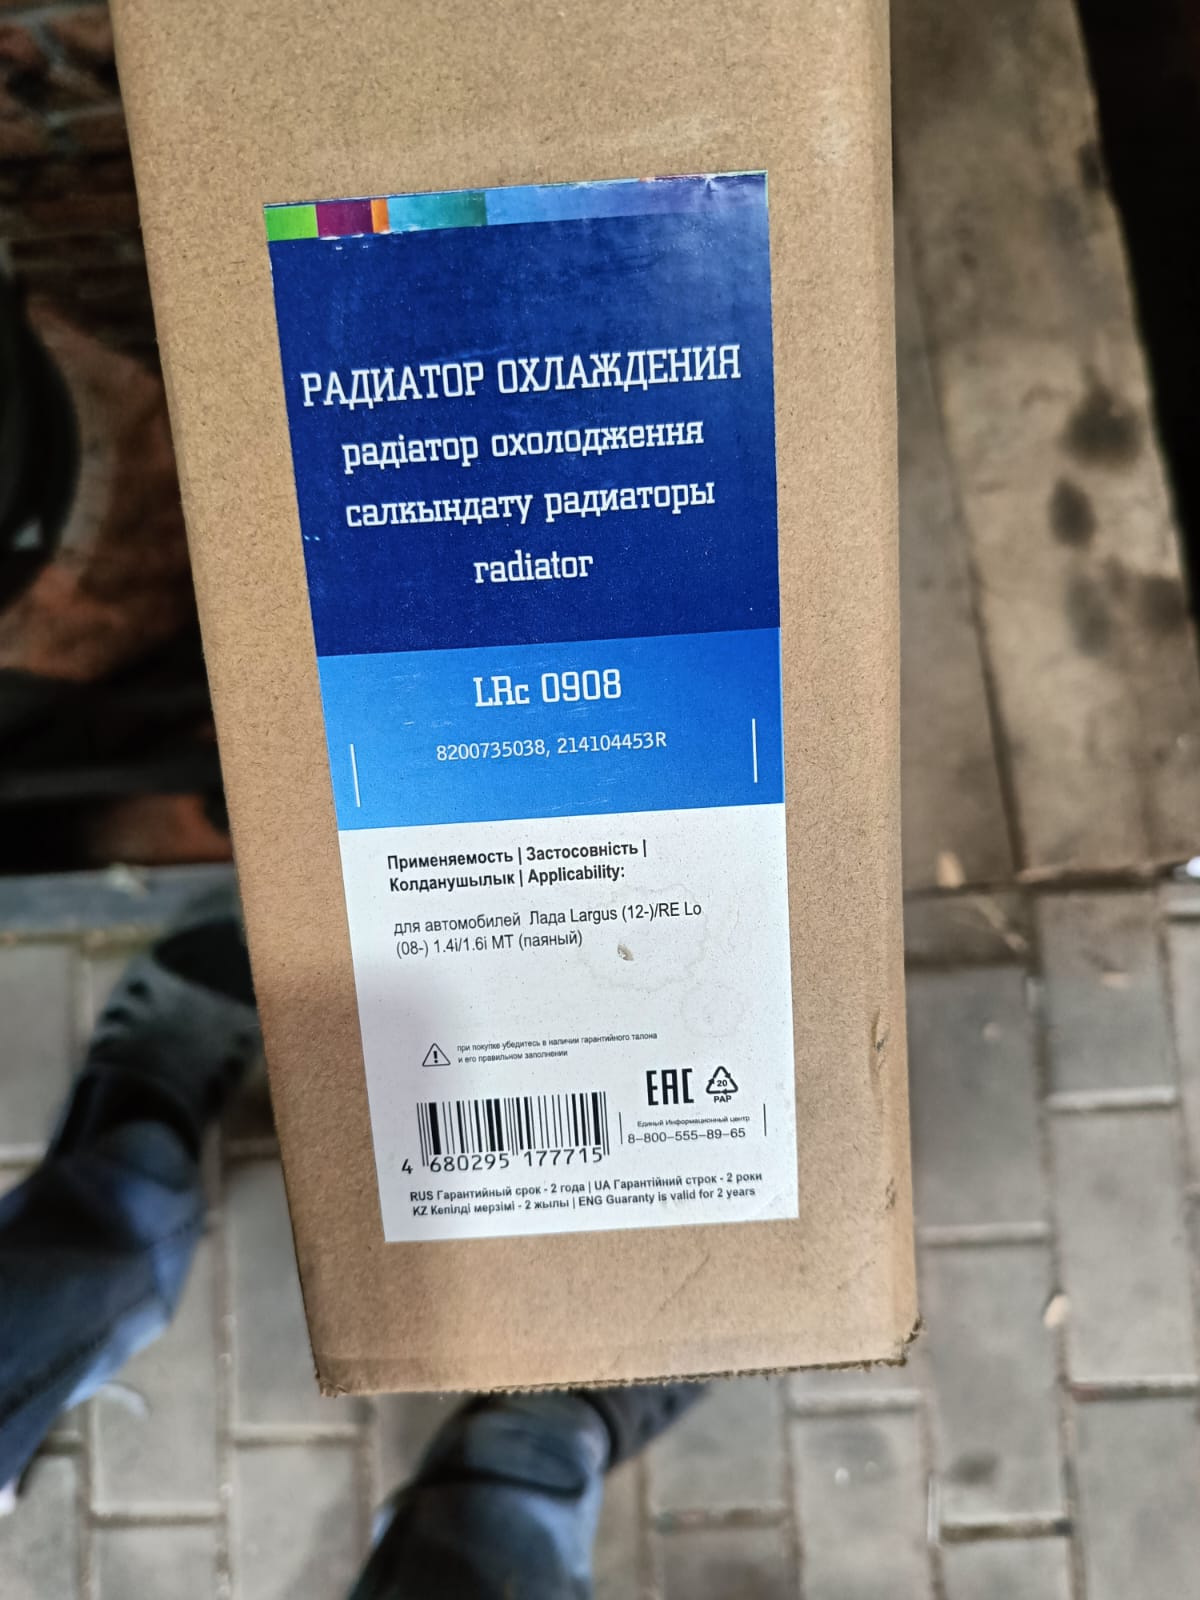 РАДИАТОР ОХЛАЖДЕНИЯ
радіатор охолодження
салкындату радиаторы
radiator
LRc 0908
8200735038, 214104453R
Применяемость | Застосовність |
Колданушылык | Applicability:
для автомобилей Лада Largus (12-)/RE Lo
(08-) 1.4i/1.6i МТ (паяный)
при покупке убедитесь в наличии гарантийного талона
и его правильном заполнении
EAC
20
PAP
Единый Информационный центр
8-800-555-89-65
4 680295 177715
RUS Гарантийный срок - 2 года | UA Гарантійний строк - 2 роки
KZ Кепілді мерзімі - 2 жылы | ENG Guaranty is valid for 2 years